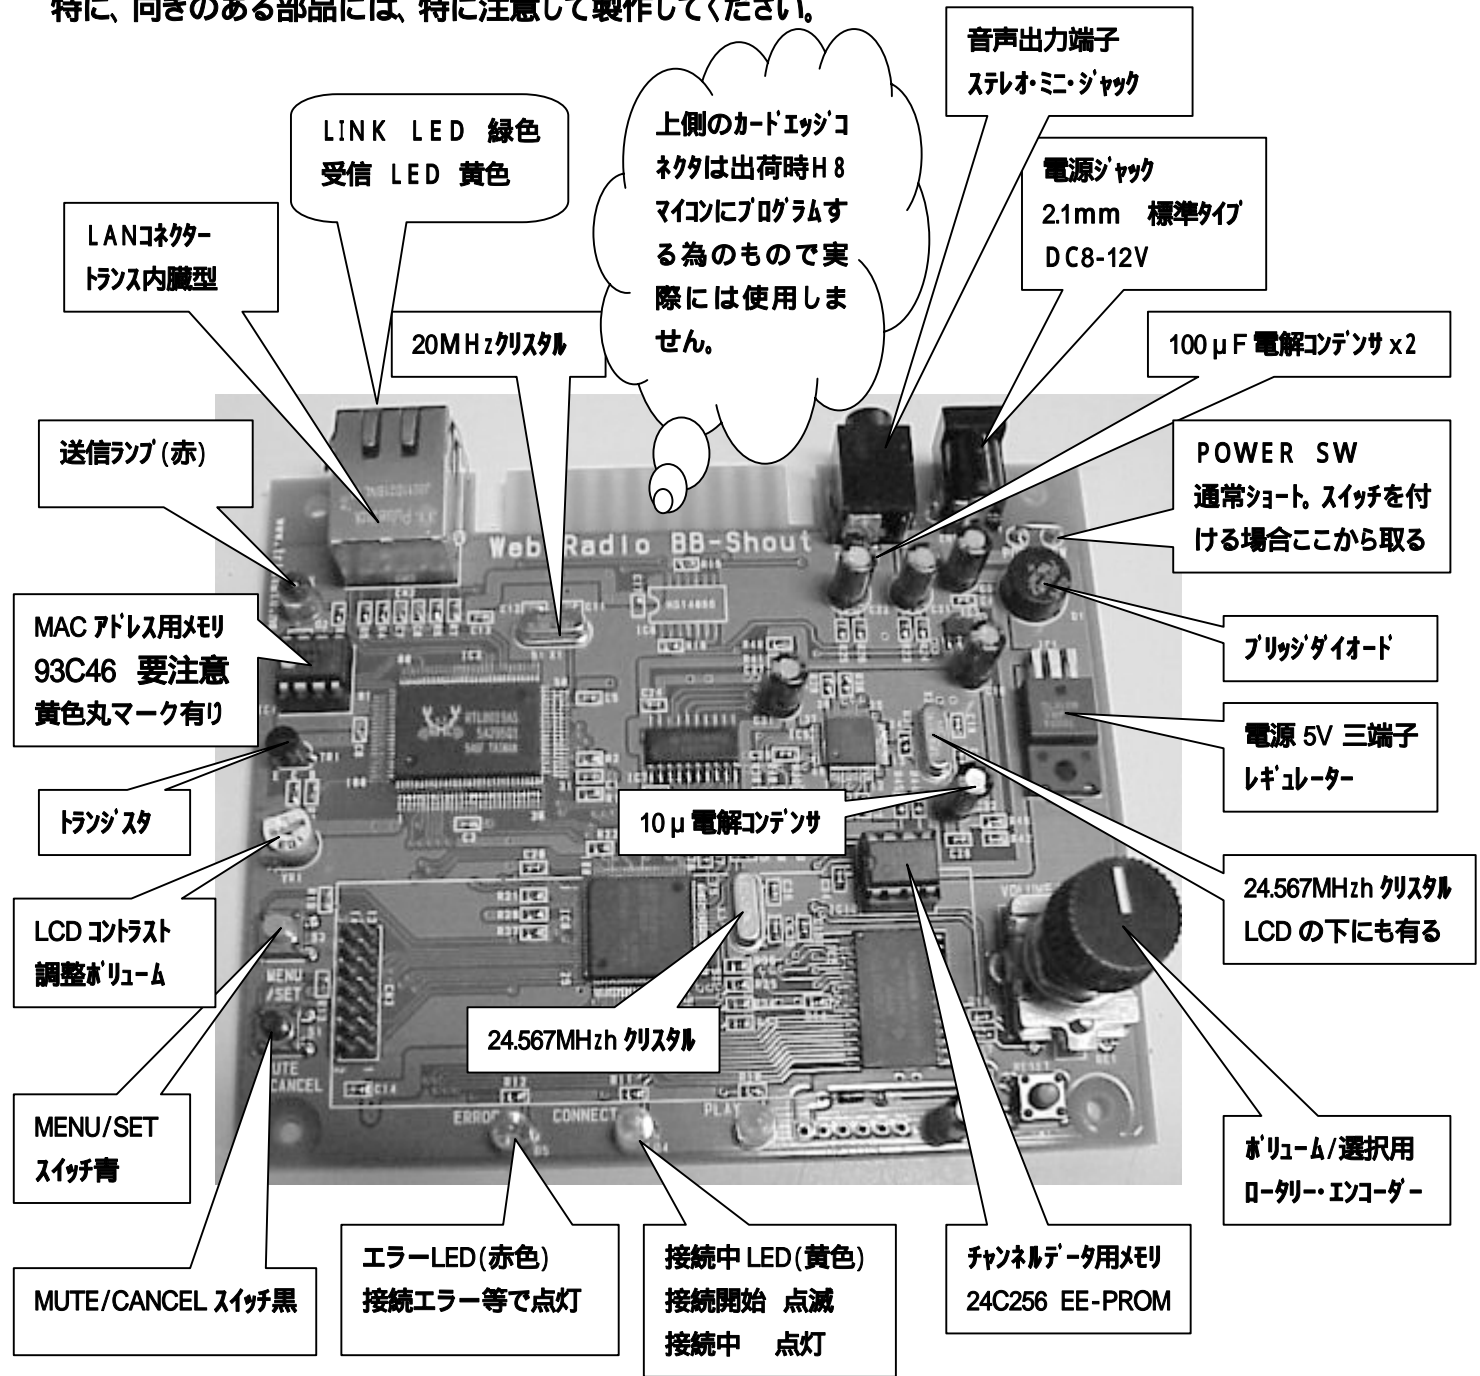 特に、向きのある部品には、特に注意して製作してください。
音声出力端子
ｽﾃﾚｵ･ﾐﾆ･ｼﾞｬｯｸ
LINK LED 緑色
受信 LED 黄色
上側のｶｰﾄﾞｴｯｼﾞｺ
ﾈｸﾀは出荷時H8
ﾏｲｺﾝにﾌﾟﾛｸﾞﾗﾑす
る為のもので実
際には使用しま
せん。
電源ｼﾞｬｯｸ
2.1mm 標準ﾀｲﾌﾟ
DC8-12V
LANｺﾈｸﾀｰ
ﾄﾗﾝｽ内臓型
20MHzｸﾘｽﾀﾙ
100μF電解ｺﾝﾃﾞﾝｻx2
送信ﾗﾝﾌﾟ(赤)
POWER SW
通常ｼｮｰﾄ。ｽｲｯﾁを付
ける場合ここから取る
Web Radio BB-Shout
MAC ｱﾄﾞﾚｽ用ﾒﾓﾘ
93C46 要注意
黄色丸マーク有り
ﾌﾞﾘｯｼﾞﾀﾞｲｵｰﾄﾞ
電源 5V 三端子
ﾚｷﾞｭﾚｰﾀｰ
RTL8019AS
ﾄﾗﾝｼﾞｽﾀ
10μ電解ｺﾝﾃﾞﾝｻ
24.567MHzh ｸﾘｽﾀﾙ
LCD の下にも有る
LCD ｺﾝﾄﾗｽﾄ
調整ﾎﾞﾘｭｰﾑ
VOLUME
MENU
/SET
24.567MHzh ｸﾘｽﾀﾙ
MUTE
CANCEL
RESET
ERROR
CONNECT
PLAY
MENU/SET
ｽｲｯﾁ青
ﾎﾞﾘｭｰﾑ/選択用
ﾛｰﾀﾘｰ･ｴﾝｺｰﾀﾞｰ
MUTE/CANCEL ｽｲｯﾁ黒
エラーLED(赤色)
接続エラー等で点灯
接続中 LED(黄色)
接続開始 点滅
接続中 点灯
ﾁｬﾝﾈﾙﾃﾞｰﾀ用ﾒﾓﾘ
24C256 EE-PROM